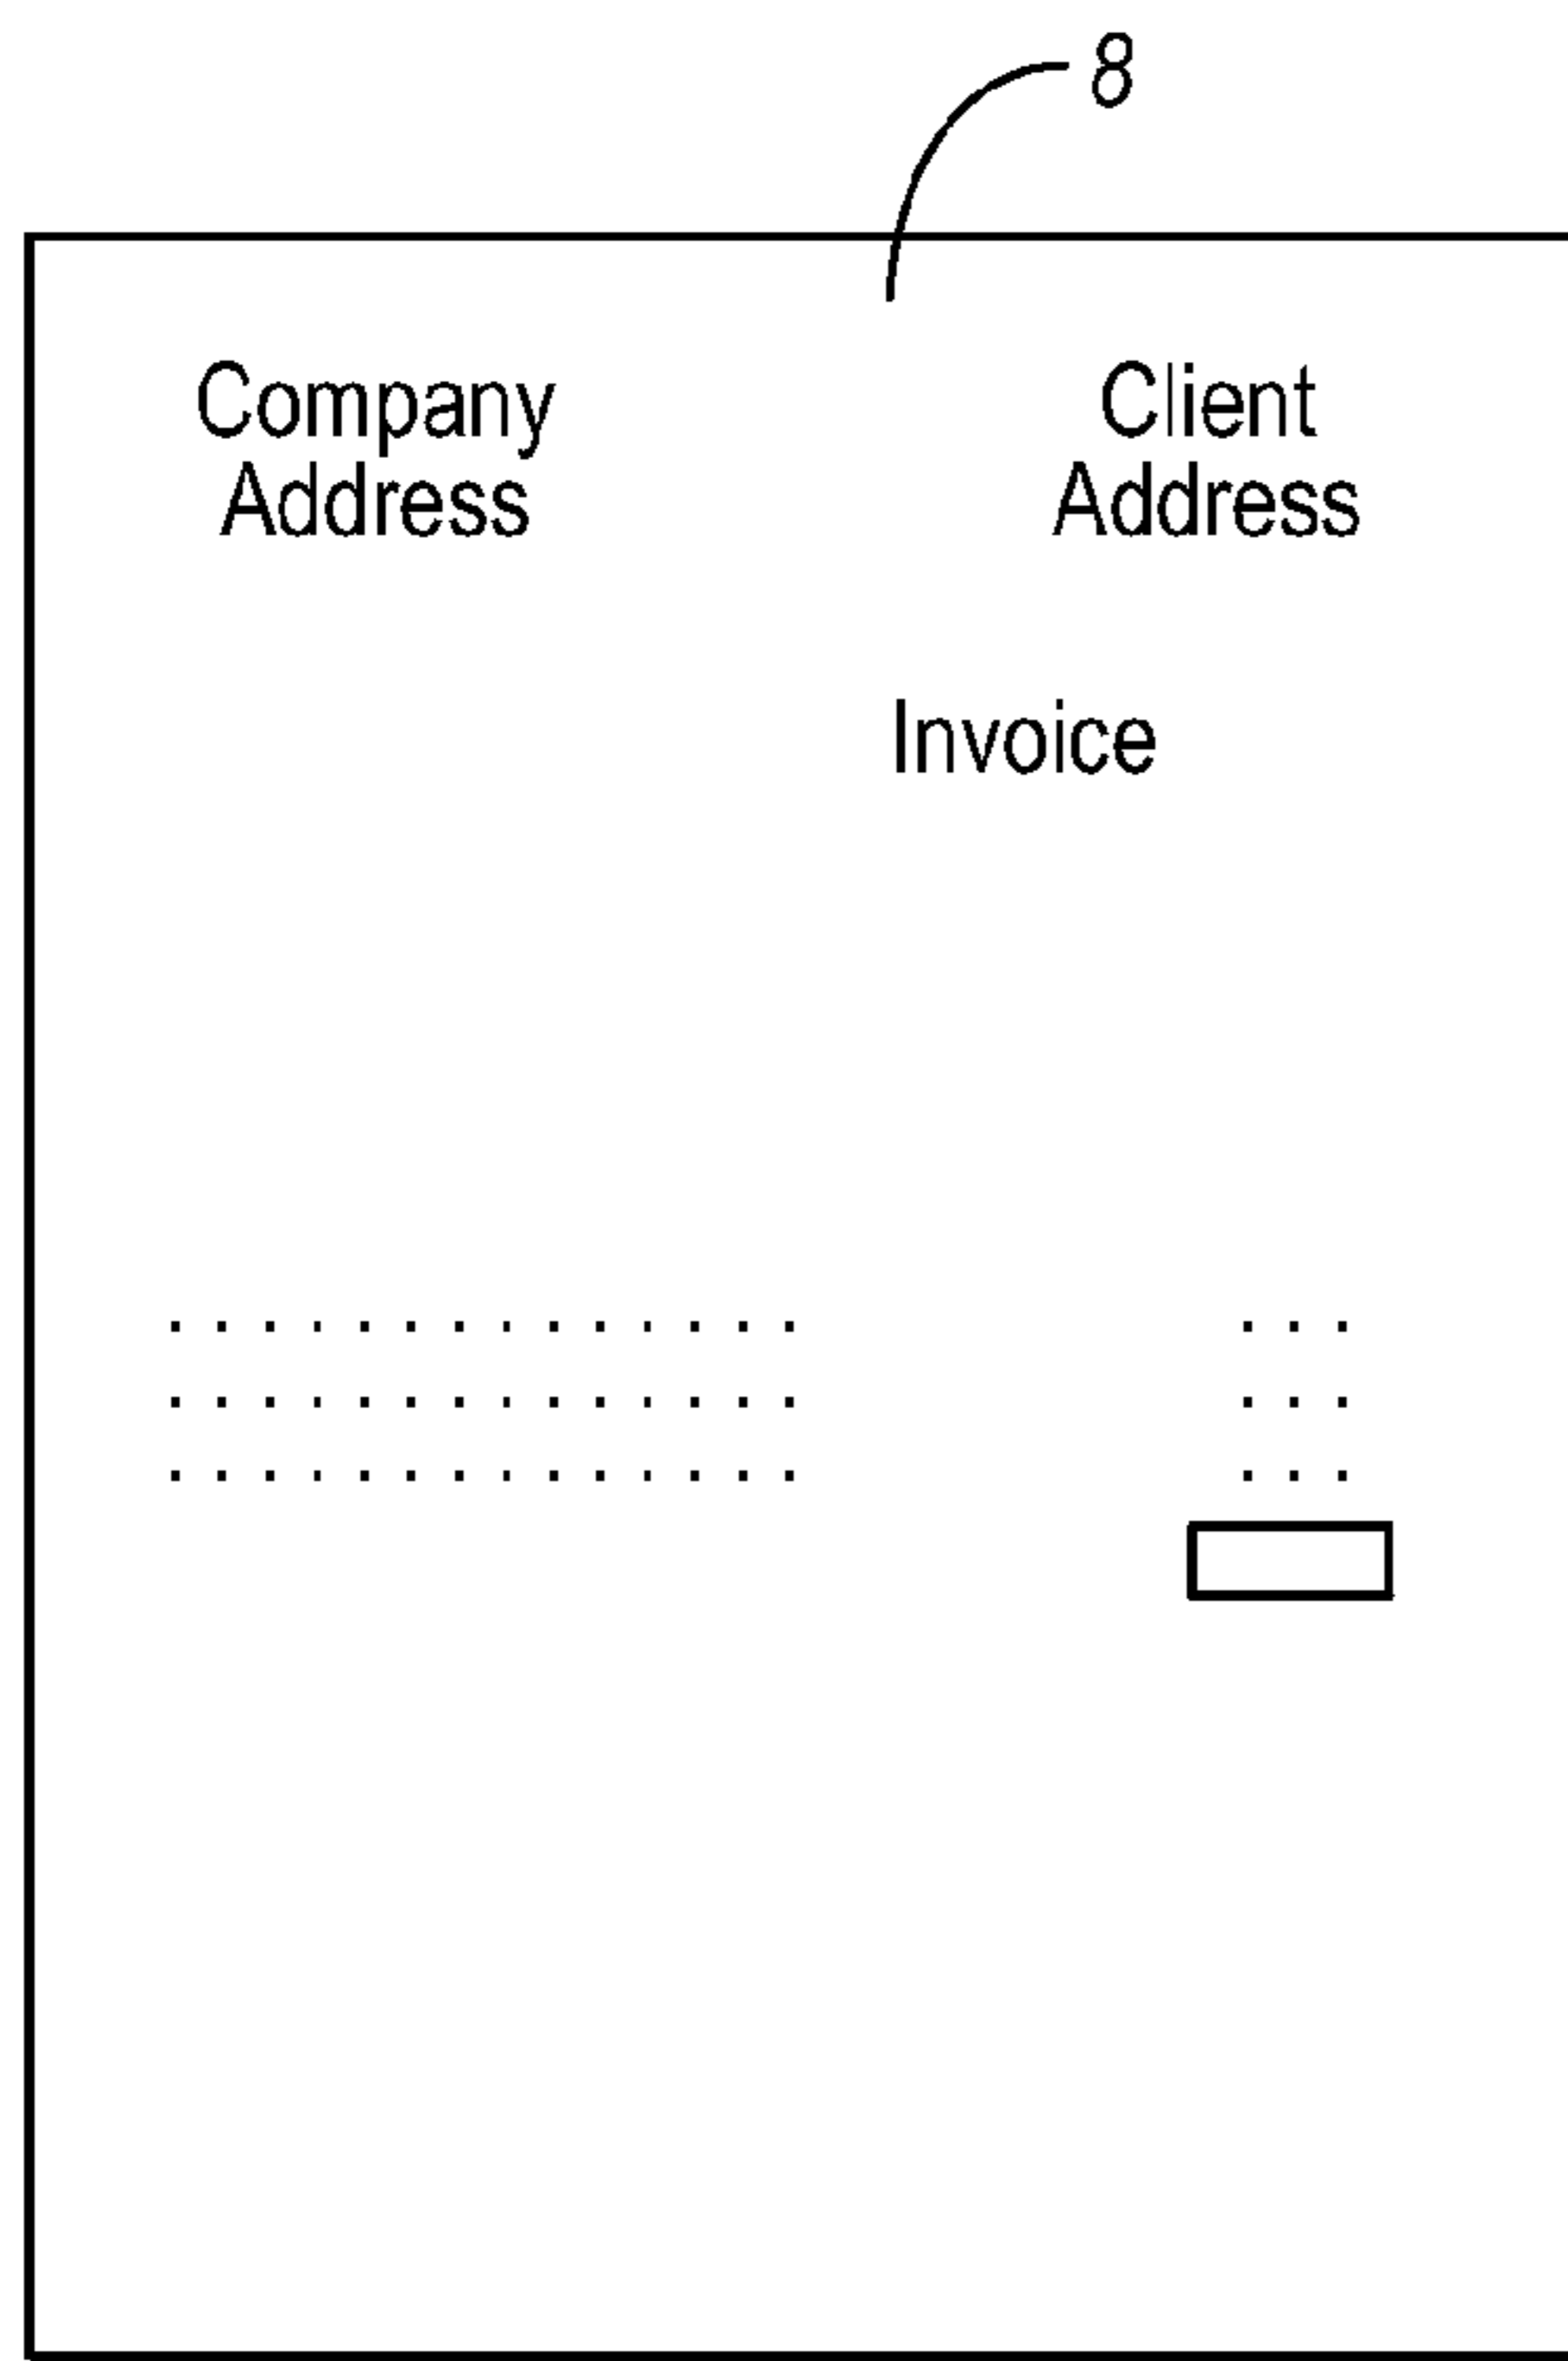 8
Company Client
Address Address
Invoice
. . . . . . . . . . . . . . . . .
. . . . . . . . . . . . . . . . .
. . . . . . . . . . . . . . . . .